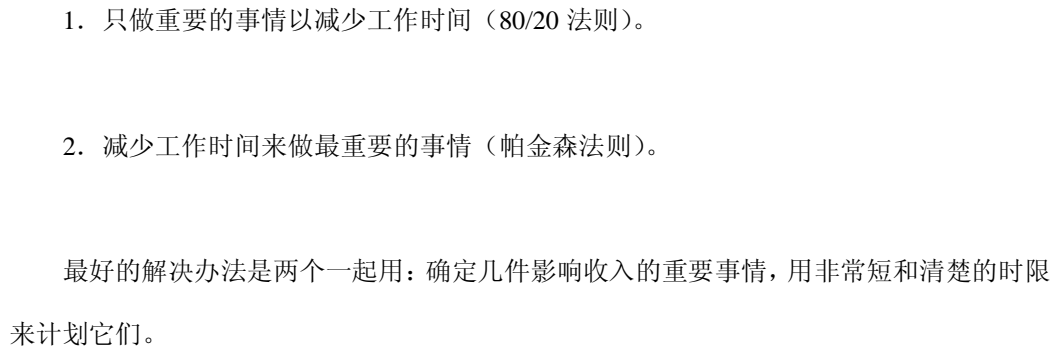 1．只做重要的事情以减少工作时间（80/20 法则）。
2．减少工作时间来做最重要的事情（帕金森法则）。
最好的解决办法是两个一起用：确定几件影响收入的重要事情，用非常短和清楚的时限
来计划它们。